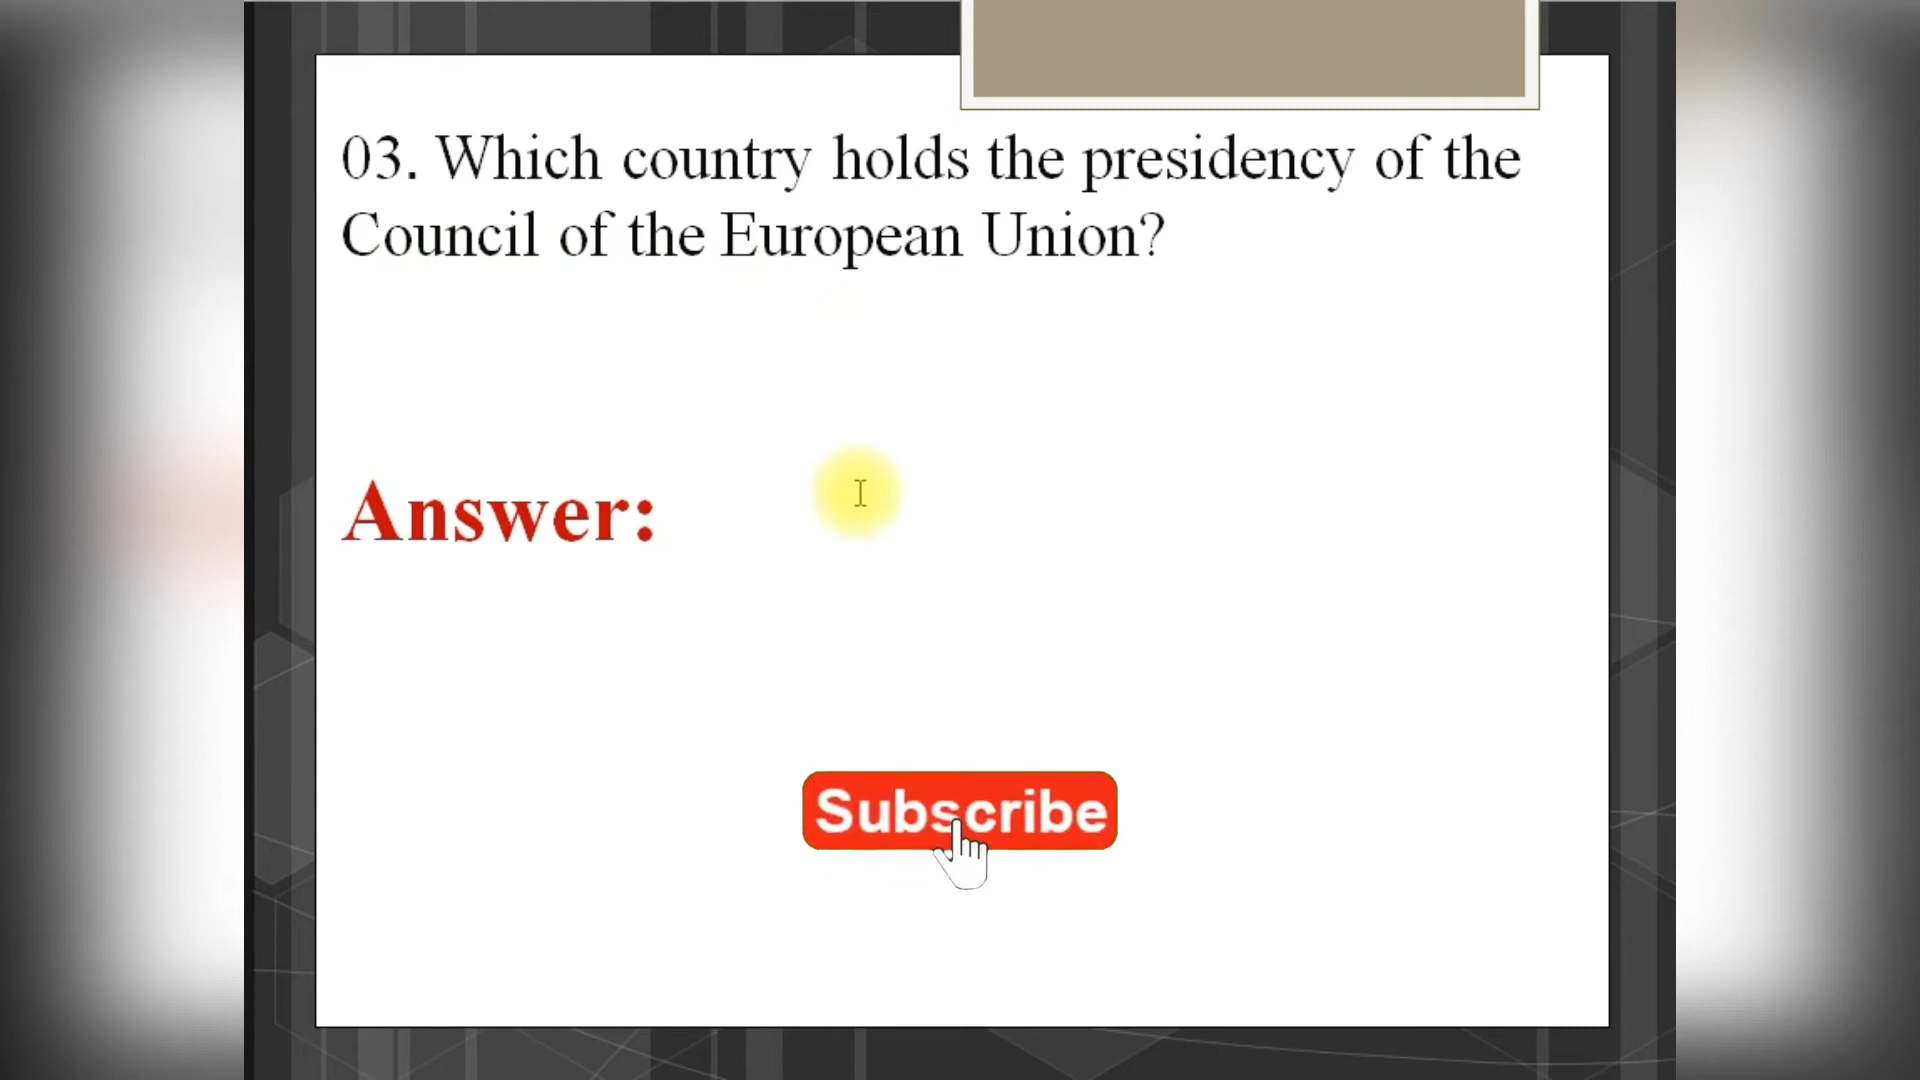 03. Which country holds the presidency of the
Council of the European Union?
Answer:
Subscribe